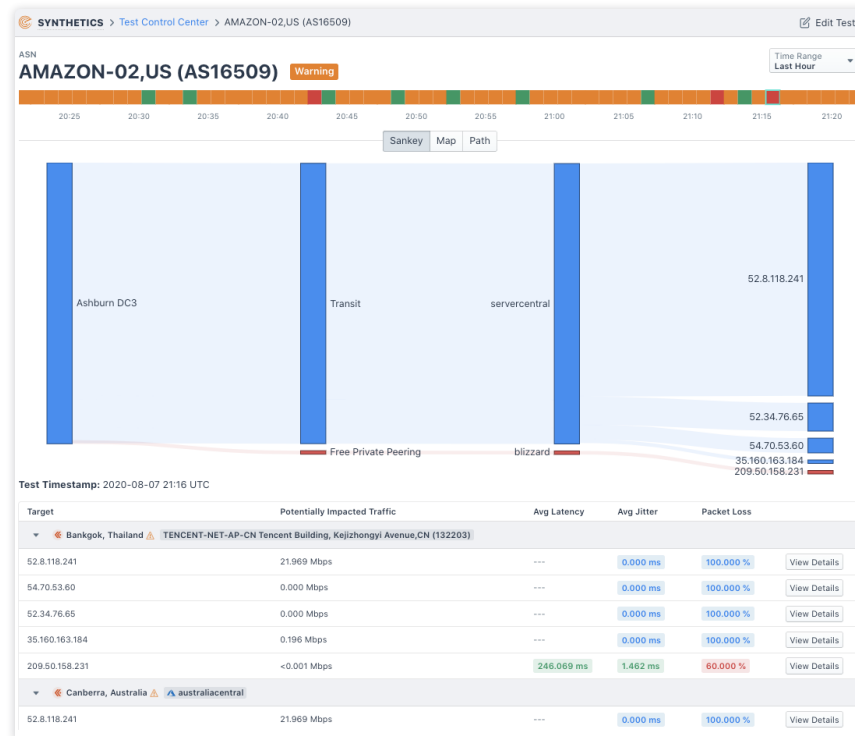 SYNTHETICS > Test Control Center > AMAZON-02,US (AS16509)
Edit Test
ASN
AMAZON-02,US (AS16509) Warning
Time Range
Last Hour
20:25 20:30 20:35 20:40 20:45 20:50 20:55 21:00 21:05 21:10 21:15 21:20
Sankey Map Path
52.8.118.241
Ashburn DC3 Transit servercentral
52.34.76.65
54.70.53.60
Free Private Peering blizzard
35.160.163.184
209.50.158.231
Test Timestamp: 2020-08-07 21:16 UTC
Target Potentially Impacted Traffic Avg Latency Avg Jitter Packet Loss
Bankgok, Thailand TENCENT-NET-AP-CN Tencent Building, Kejizhongyi Avenue,CN (132203)
52.8.118.241 21.969 Mbps --- 0.000 ms 100.000 % View Details
54.70.53.60 0.000 Mbps --- 0.000 ms 100.000 % View Details
52.34.76.65 0.000 Mbps --- 0.000 ms 100.000 % View Details
35.160.163.184 0.196 Mbps --- 0.000 ms 100.000 % View Details
209.50.158.231 <0.001 Mbps 246.069 ms 1.462 ms 60.000 % View Details
Canberra, Australia australiacentral
52.8.118.241 21.969 Mbps --- 0.000 ms 100.000 % View Details